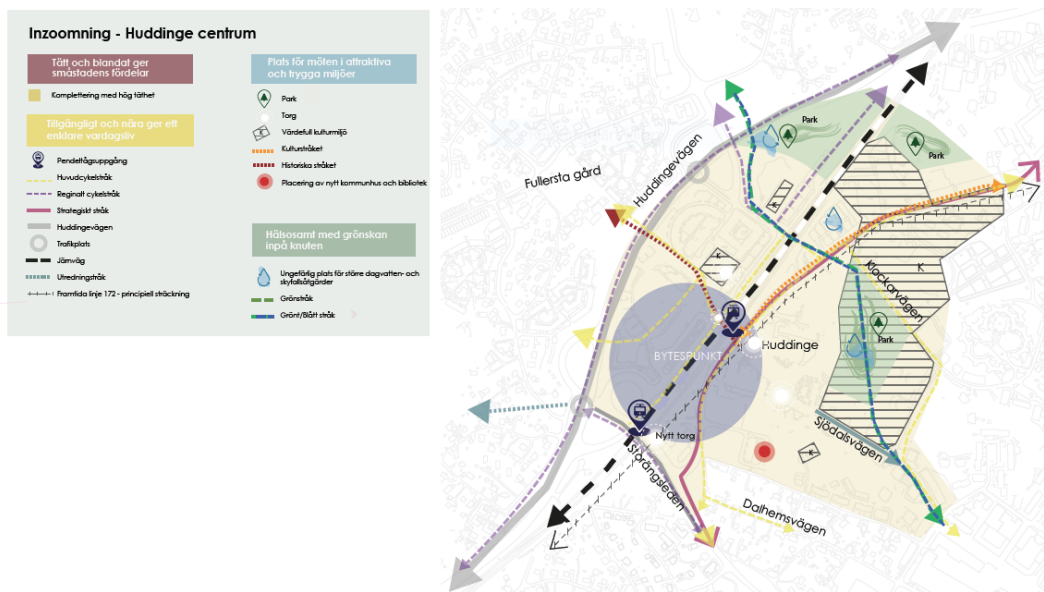 Inzoomning - Huddinge centrum
Tätt och blandat ger
småstadens fördelar
Komplettering med hög täthet
Tillgängligt och nära ger ett
enklare vardagsliv
Pendeltågsuppgång
Huvudcykelstråk
Reginalt cykelstråk
Strategiskt stråk
Huddingevägen
Trafikplats
Järnväg
Utredningstråk
Framtida linje 172 - principiell sträckning
Plats för möten i attraktiva
och trygga miljöer
Park
Torg
K
Värdefull kulturmiljö
Kulturstråket
Historiska stråket
Placering av nytt kommunhus och bibliotek
Hälsosamt med grönskan
inpå knuten
Ungefärlig plats för större dagvatten- och
skyfallsåtgärder
Grönstråk
Grönt/Blått stråk
Park
Park
Huddingevägen
Fullersta gård
K
K
K
Klockarvägen
Park
Huddinge
BYTESPUNKT
Nytt torg
Storängsleden
Sjödalsvägen
K
Dalhemsvägen